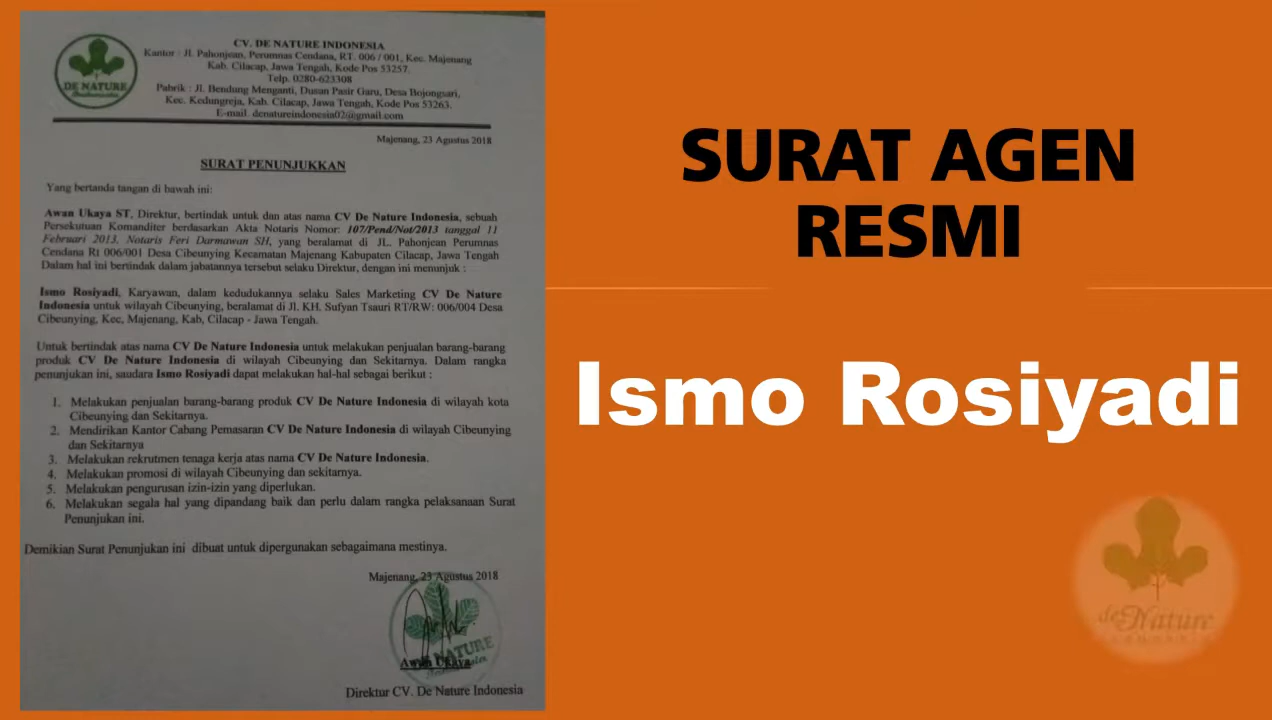 DE NATURE
Indonesia
CV. DE NATURE INDONESIA
Kantor : Jl. Pahonjean, Perumnas Cendana, RT. 006 / 001, Kec. Majenang
Kab. Cilacap, Jawa Tengah, Kode Pos 53257.
Telp. 0280-623308
Pabrik : Jl. Bendung Menganti, Dusun Pasir Garu, Desa Bojongsari,
Kec. Kedungreja, Kab. Cilacap, Jawa Tengah, Kode Pos 53263.
E-mail. denatureindonesia02@gmail.com
Majenang, 23 Agustus 2018
SURAT PENUNJUKKAN
Yang bertanda tangan di bawah ini:
Awan Ukaya ST, Direktur, bertindak untuk dan atas nama CV De Nature Indonesia, sebuah
Persekutuan Komanditer berdasarkan Akta Notaris Nomor: 107/Pend/Not/2013 tanggal 11
Februari 2013, Notaris Feri Darmawan SH, yang beralamat di JL. Pahonjean Perumnas
Cendana Rt 006/001 Desa Cibeunying Kecamatan Majenang Kabupaten Cilacap, Jawa Tengah
Dalam hal ini bertindak dalam jabatannya tersebut selaku Direktur, dengan ini menunjuk :
Ismo Rosiyadi, Karyawan, dalam kedudukannya selaku Sales Marketing CV De Nature
Indonesia untuk wilayah Cibeunying, beralamat di Jl. KH. Sufyan Tsauri RT/RW: 006/004 Desa
Cibeunying, Kec, Majenang, Kab, Cilacap - Jawa Tengah.
Untuk bertindak atas nama CV De Nature Indonesia untuk melakukan penjualan barang-barang
produk CV De Nature Indonesia di wilayah Cibeunying dan Sekitarnya. Dalam rangka
penunjukan ini, saudara Ismo Rosiyadi dapat melakukan hal-hal sebagai berikut :
1. Melakukan penjualan barang-barang produk CV De Nature Indonesia di wilayah kota
Cibeunying dan Sekitarnya.
2. Mendirikan Kantor Cabang Pemasaran CV De Nature Indonesia di wilayah Cibeunying
dan Sekitarnya
3. Melakukan rekrutmen tenaga kerja atas nama CV De Nature Indonesia.
4. Melakukan promosi di wilayah Cibeunying dan sekitarnya.
5. Melakukan pengurusan izin-izin yang diperlukan.
6. Melakukan segala hal yang dipandang baik dan perlu dalam rangka pelaksanaan Surat
Penunjukan ini.
Demikian Surat Penunjukan ini dibuat untuk dipergunakan sebagaimana mestinya.
Majenang, 23 Agustus 2018
DE NATURE
Awan Ukaya
Direktur CV. De Nature Indonesia
SURAT AGEN
RESMI
Ismo Rosiyadi
de Nature